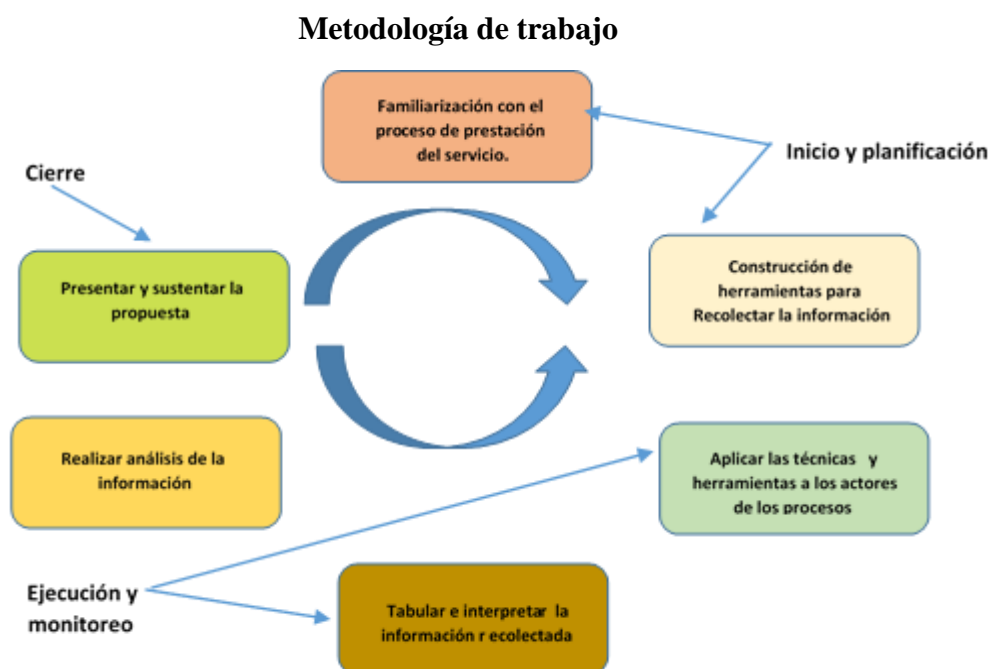 Metodología de trabajo
Familiarización con el
proceso de prestación
del servicio.
Inicio y planificación
Cierre
Construcción de
herramientas para
Recolectar la información
Presentar y sustentar la
propuesta
Realizar análisis de la
información
Aplicar las técnicas y
herramientas a los actores
de los procesos
Ejecución y
monitoreo
Tabular e interpretar la
información r ecolectada